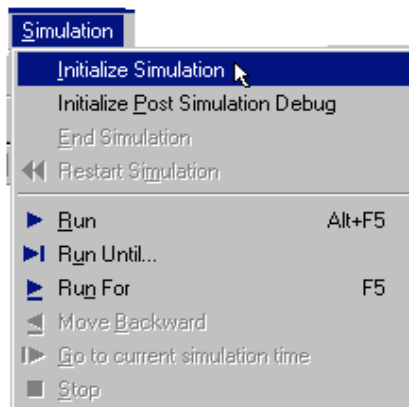 Simulation
Initialize Simulation
Initialize Post Simulation Debug
End Simulation
Restart Simulation
Run Alt+F5
Run Until...
Run For F5
Move Backward
Go to current simulation time
Stop